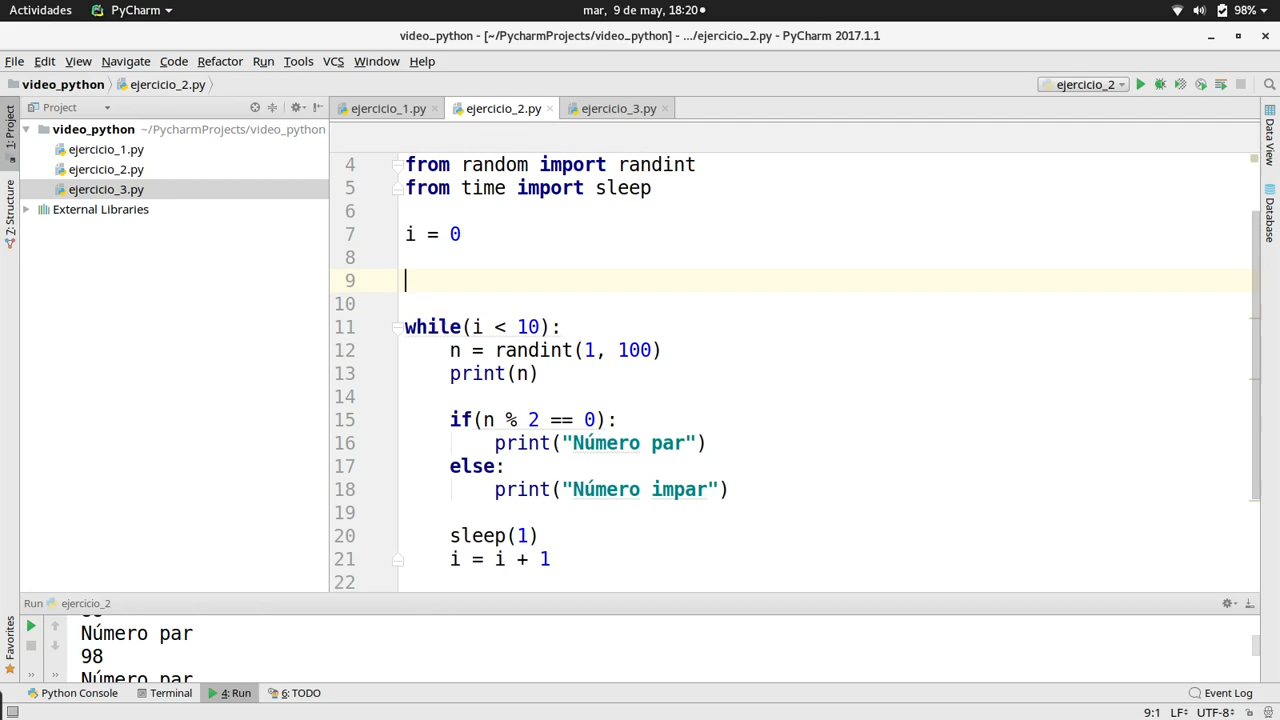 Actividades PyCharm mar, 9 de may, 18:20 98%
video_python - [~/PycharmProjects/video_python] - .../ejercicio_2.py - PyCharm 2017.1.1
File Edit View Navigate Code Refactor Run Tools VCS Window Help
video_python ejercicio_2.py ejercicio_2
Project ejercicio_1.py ejercicio_2.py ejercicio_3.py
1: Project
Z: Structure
Favorites
Data View
Database
video_python ~/PycharmProjects/video_python
ejercicio_1.py
ejercicio_2.py
ejercicio_3.py
External Libraries
4 from random import randint
5 from time import sleep
6
7 i = 0
8
9
10
11 while(i < 10):
12 n = randint(1, 100)
13 print(n)
14
15 if(n % 2 == 0):
16 print("Número par")
17 else:
18 print("Número impar")
19
20 sleep(1)
21 i = i + 1
22
Run ejercicio_2
Número par
98
Número par
Python Console Terminal 4: Run 6: TODO Event Log
9:1 LF UTF-8